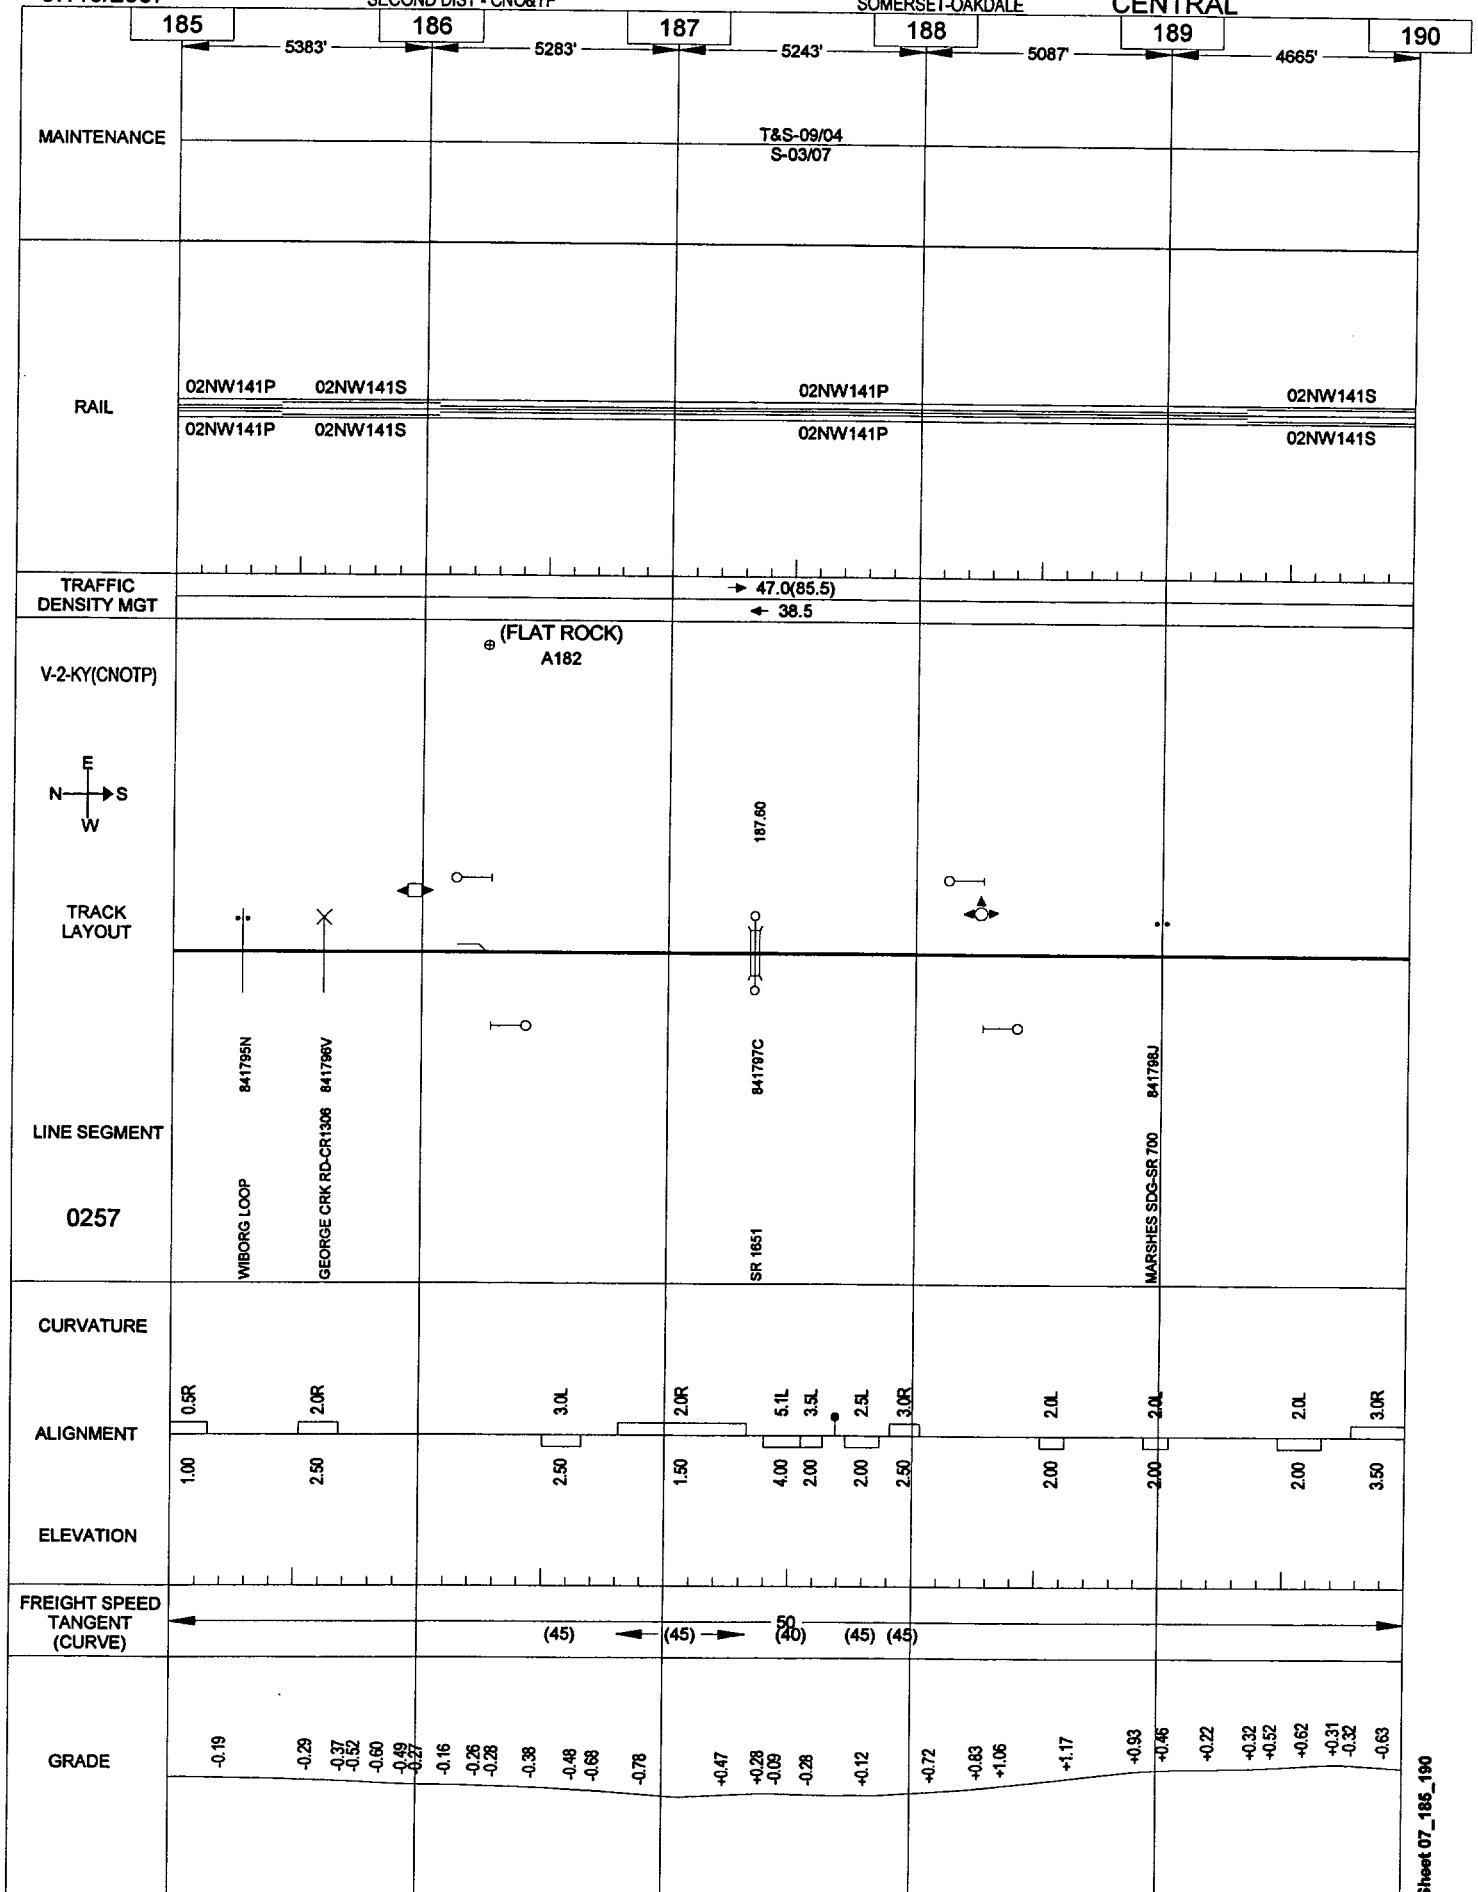 SECOND DIST - CNO&TP SOMERSET-OAKDALE CENTRAL
185 186 187 188 189 190
5383' 5283' 5243' 5087' 4665'
MAINTENANCE
T&S-09/04
S-03/07
02NW141P 02NW141S 02NW141P 02NW141S
RAIL
02NW141P 02NW141S 02NW141P 02NW141S
TRAFFIC
DENSITY MGT
47.0(85.5)
38.5
(FLAT ROCK)
A182
V-2-KY(CNOTP)
E
N S
W
187.60
TRACK
LAYOUT
841795N 841796V 841797C 841798J
LINE SEGMENT
0257
WIBORG LOOP
GEORGE CRK RD-CR1306
SR 1651
MARSHES SDG-SR 700
CURVATURE
0.5R 2.0R 3.0L 2.0R 5.1L 3.5L 2.5L 3.0R 2.0L 2.0L 2.0L 3.0R
ALIGNMENT
1.00 2.50 2.50 1.50 4.00 2.00 2.00 2.50 2.00 2.00 2.00 3.50
ELEVATION
FREIGHT SPEED
TANGENT
(CURVE)
50
(45) (45) (40) (45) (45)
GRADE
-0.19 -0.29 -0.37 -0.52 -0.60 -0.49 -0.27 -0.16 -0.26 -0.28 -0.38 -0.48 -0.68 -0.78 +0.47 +0.28 -0.09 -0.28 +0.12 +0.72 +0.83 +1.06 +1.17 +0.93 +0.46 +0.22 +0.32 +0.52 +0.62 +0.31 -0.32 -0.63
Sheet 07_185_190